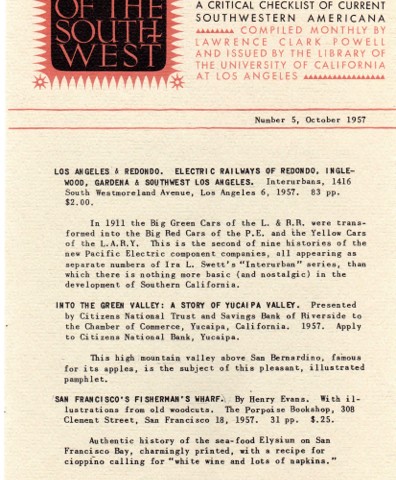 OF THE
SOUTH
WEST
A CRITICAL CHECKLIST OF CURRENT
SOUTHWESTERN AMERICANA
COMPILED MONTHLY BY
LAWRENCE CLARK POWELL
AND ISSUED BY THE LIBRARY OF
THE UNIVERSITY OF CALIFORNIA
AT LOS ANGELES
Number 5, October 1957
LOS ANGELES & REDONDO. ELECTRIC RAILWAYS OF REDONDO, INGLE-
WOOD, GARDENA & SOUTHWEST LOS ANGELES. Interurbans, 1416
South Westmoreland Avenue, Los Angeles 6, 1957. 83 pp.
$2.00.
In 1911 the Big Green Cars of the L. & R.R. were trans-
formed into the Big Red Cars of the P.E. and the Yellow Cars
of the L.A.RY. This is the second of nine histories of the
new Pacific Electric component companies, all appearing as
separate numbers of Ira L. Swett's "Interurban" series, than
which there is nothing more basic (and nostalgic) in the
development of Southern California.
INTO THE GREEN VALLEY: A STORY OF YUCAIPA VALLEY. Presented
by Citizens National Trust and Savings Bank of Riverside to
the Chamber of Commerce, Yucaipa, California. 1957. Apply
to Citizens National Bank, Yucaipa.
This high mountain valley above San Bernardino, famous
for its apples, is the subject of this pleasant, illustrated
pamphlet.
SAN FRANCISCO'S FISHERMAN'S WHARF. By Henry Evans. With il-
lustrations from old woodcuts. The Porpoise Bookshop, 308
Clement Street, San Francisco 18, 1957. 31 pp. $.25.
Authentic history of the sea-food Elysium on San
Francisco Bay, charmingly printed, with a recipe for
cioppino calling for "white wine and lots of napkins."